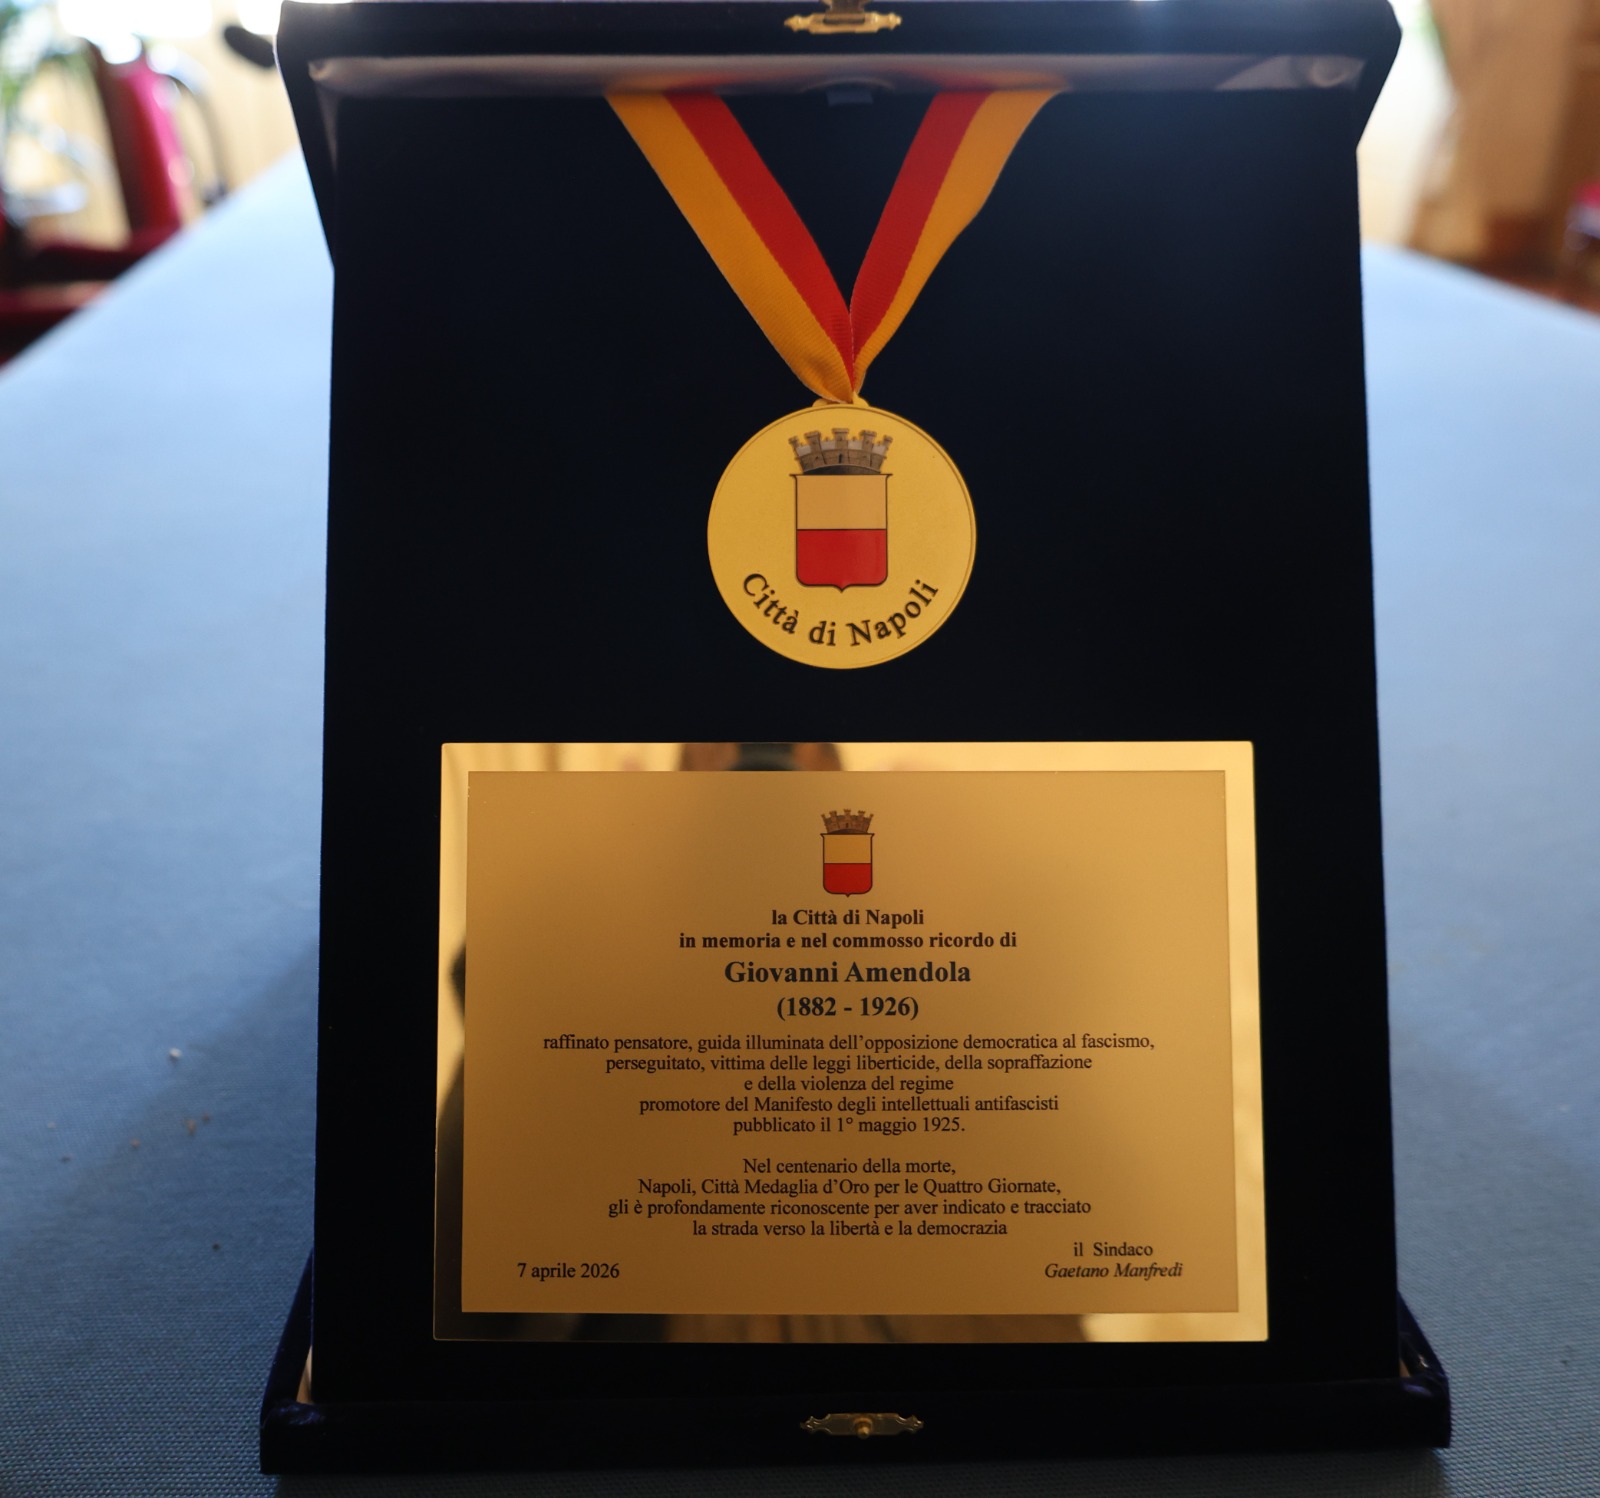 Città di Napoli
la Città di Napoli
in memoria e nel commosso ricordo di
Giovanni Amendola
(1882 - 1926)
raffinato pensatore, guida illuminata dell’opposizione democratica al fascismo,
perseguitato, vittima delle leggi liberticide, della sopraffazione
e della violenza del regime
promotore del Manifesto degli intellettuali antifascisti
pubblicato il 1° maggio 1925.
Nel centenario della morte,
Napoli, Città Medaglia d’Oro per le Quattro Giornate,
gli è profondamente riconoscente per aver indicato e tracciato
la strada verso la libertà e la democrazia
il Sindaco
7 aprile 2026 Gaetano Manfredi